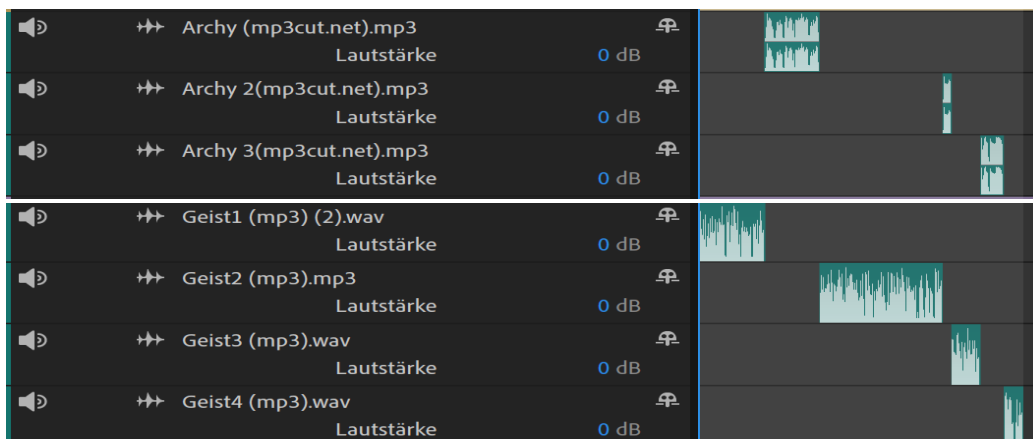 Archy (mp3cut.net).mp3
Lautstärke 0 dB
Archy 2(mp3cut.net).mp3
Lautstärke 0 dB
Archy 3(mp3cut.net).mp3
Lautstärke 0 dB
Geist1 (mp3) (2).wav
Lautstärke 0 dB
Geist2 (mp3).mp3
Lautstärke 0 dB
Geist3 (mp3).wav
Lautstärke 0 dB
Geist4 (mp3).wav
Lautstärke 0 dB